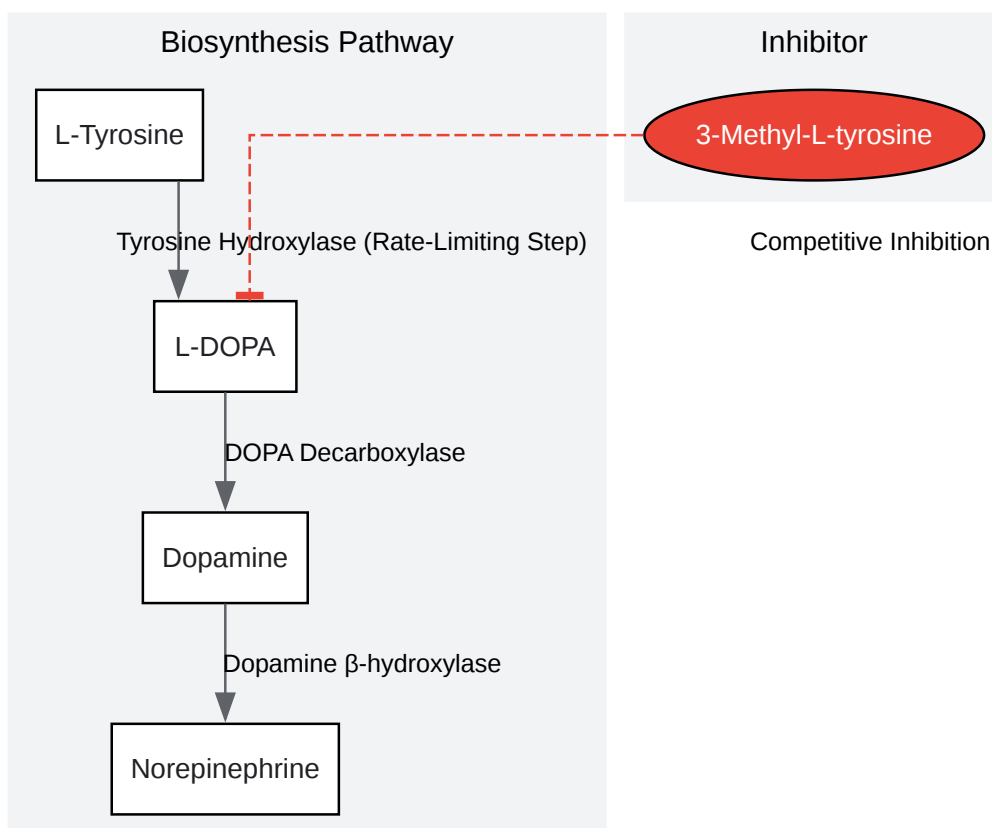 Biosynthesis Pathway
Inhibitor
L-Tyrosine
3-Methyl-L-tyrosine
Tyrosine Hydroxylase (Rate-Limiting Step)
Competitive Inhibition
L-DOPA
DOPA Decarboxylase
Dopamine
Dopamine β-hydroxylase
Norepinephrine